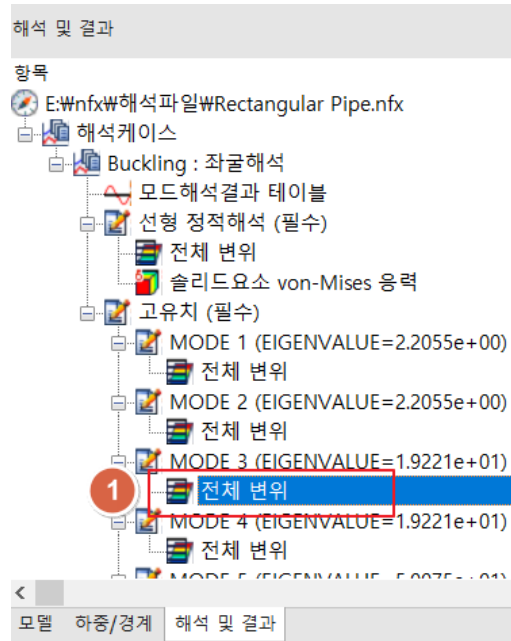 해석 및 결과
항목
E:₩nfx₩해석파일₩Rectangular Pipe.nfx
해석케이스
Buckling : 좌굴해석
모드해석결과 테이블
선형 정적해석 (필수)
전체 변위
솔리드요소 von-Mises 응력
고유치 (필수)
MODE 1 (EIGENVALUE=2.2055e+00)
전체 변위
MODE 2 (EIGENVALUE=2.2055e+00)
전체 변위
MODE 3 (EIGENVALUE=1.9221e+01)
1 전체 변위
MODE 4 (EIGENVALUE=1.9221e+01)
전체 변위
MODE 5 (EIGENVALUE=
모델 하중/경계 해석 및 결과